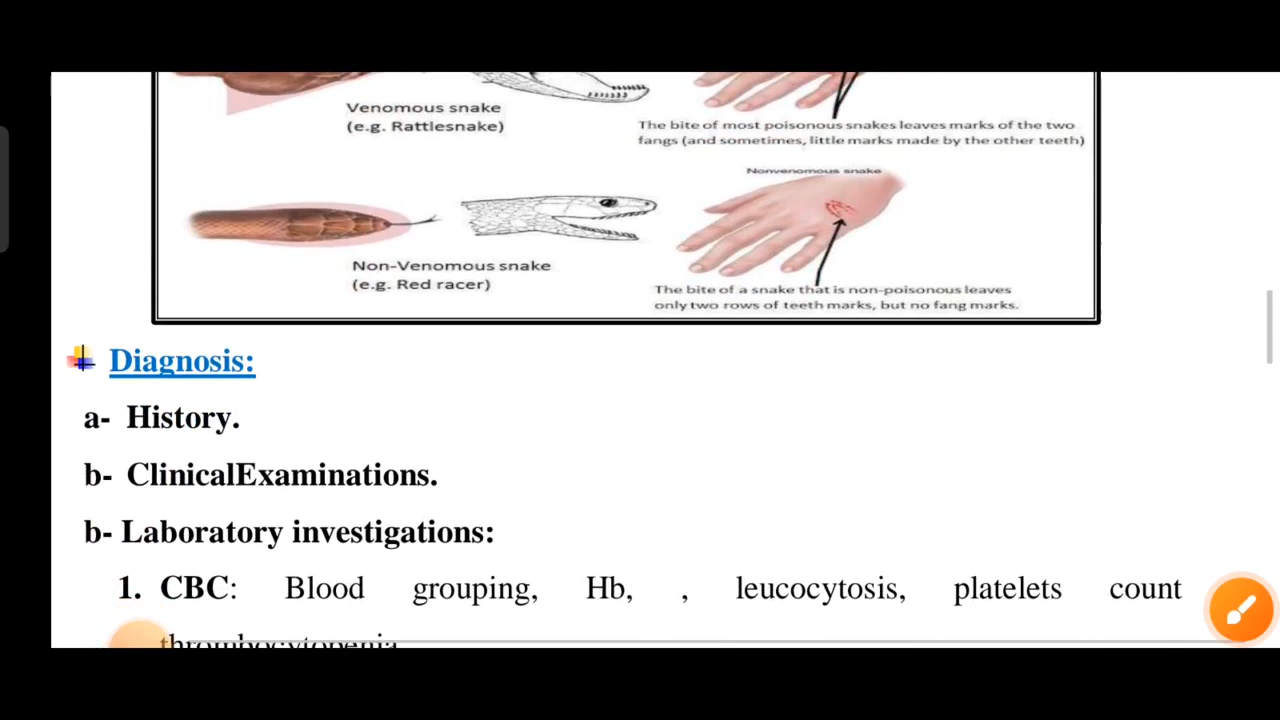 Venomous snake
(e.g. Rattlesnake)
The bite of most poisonous snakes leaves marks of the two
fangs (and sometimes, little marks made by the other teeth)
Nonvenomous snake
Non-Venomous snake
(e.g. Red racer)
The bite of a snake that is non-poisonous leaves
only two rows of teeth marks, but no fang marks.
Diagnosis:
a- History.
b- ClinicalExaminations.
b- Laboratory investigations:
1. CBC: Blood grouping, Hb, , leucocytosis, platelets count
thrombocytopenia